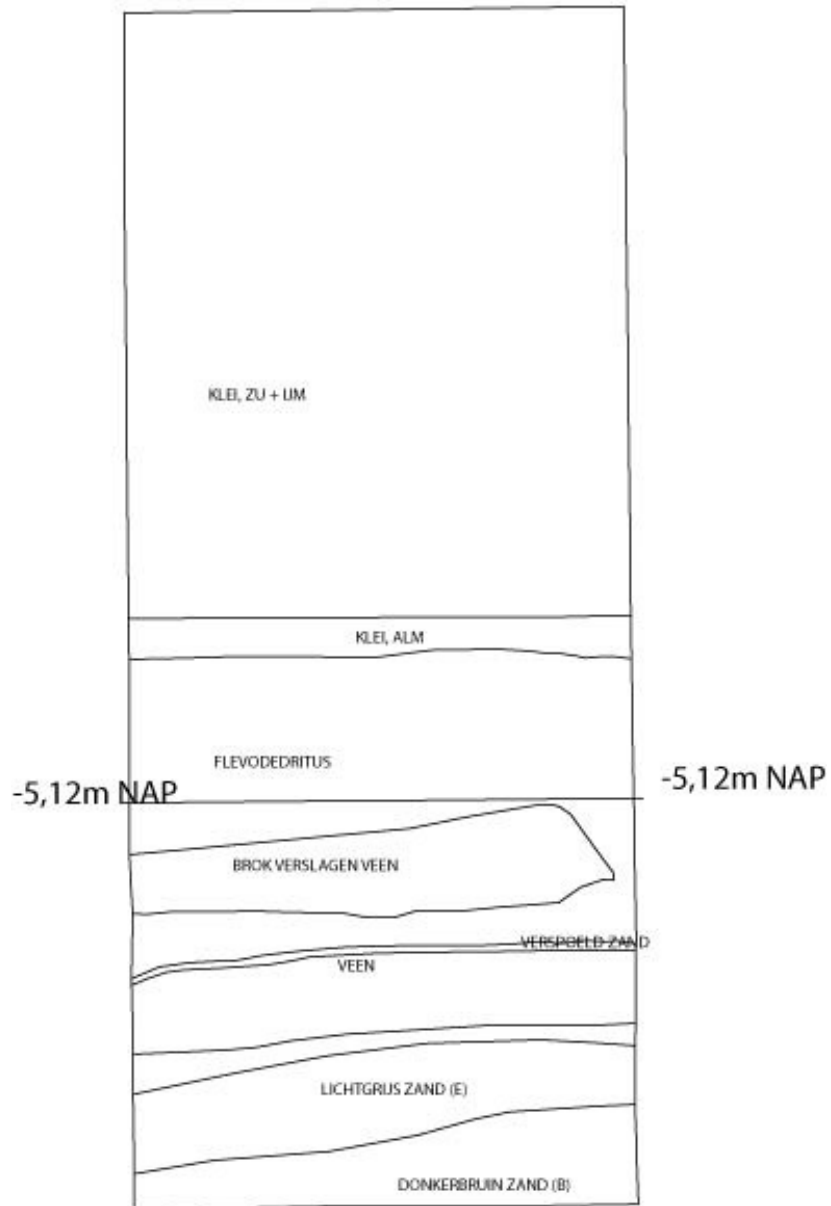 KLEI, ZU + IJM
KLEI, ALM
FLEVODEDRITUS
-5,12m NAP
-5,12m NAP
BROK VERSLAGEN VEEN
VERSPOELD ZAND
VEEN
LICHTGRIJS ZAND (E)
DONKERBRUIN ZAND (B)